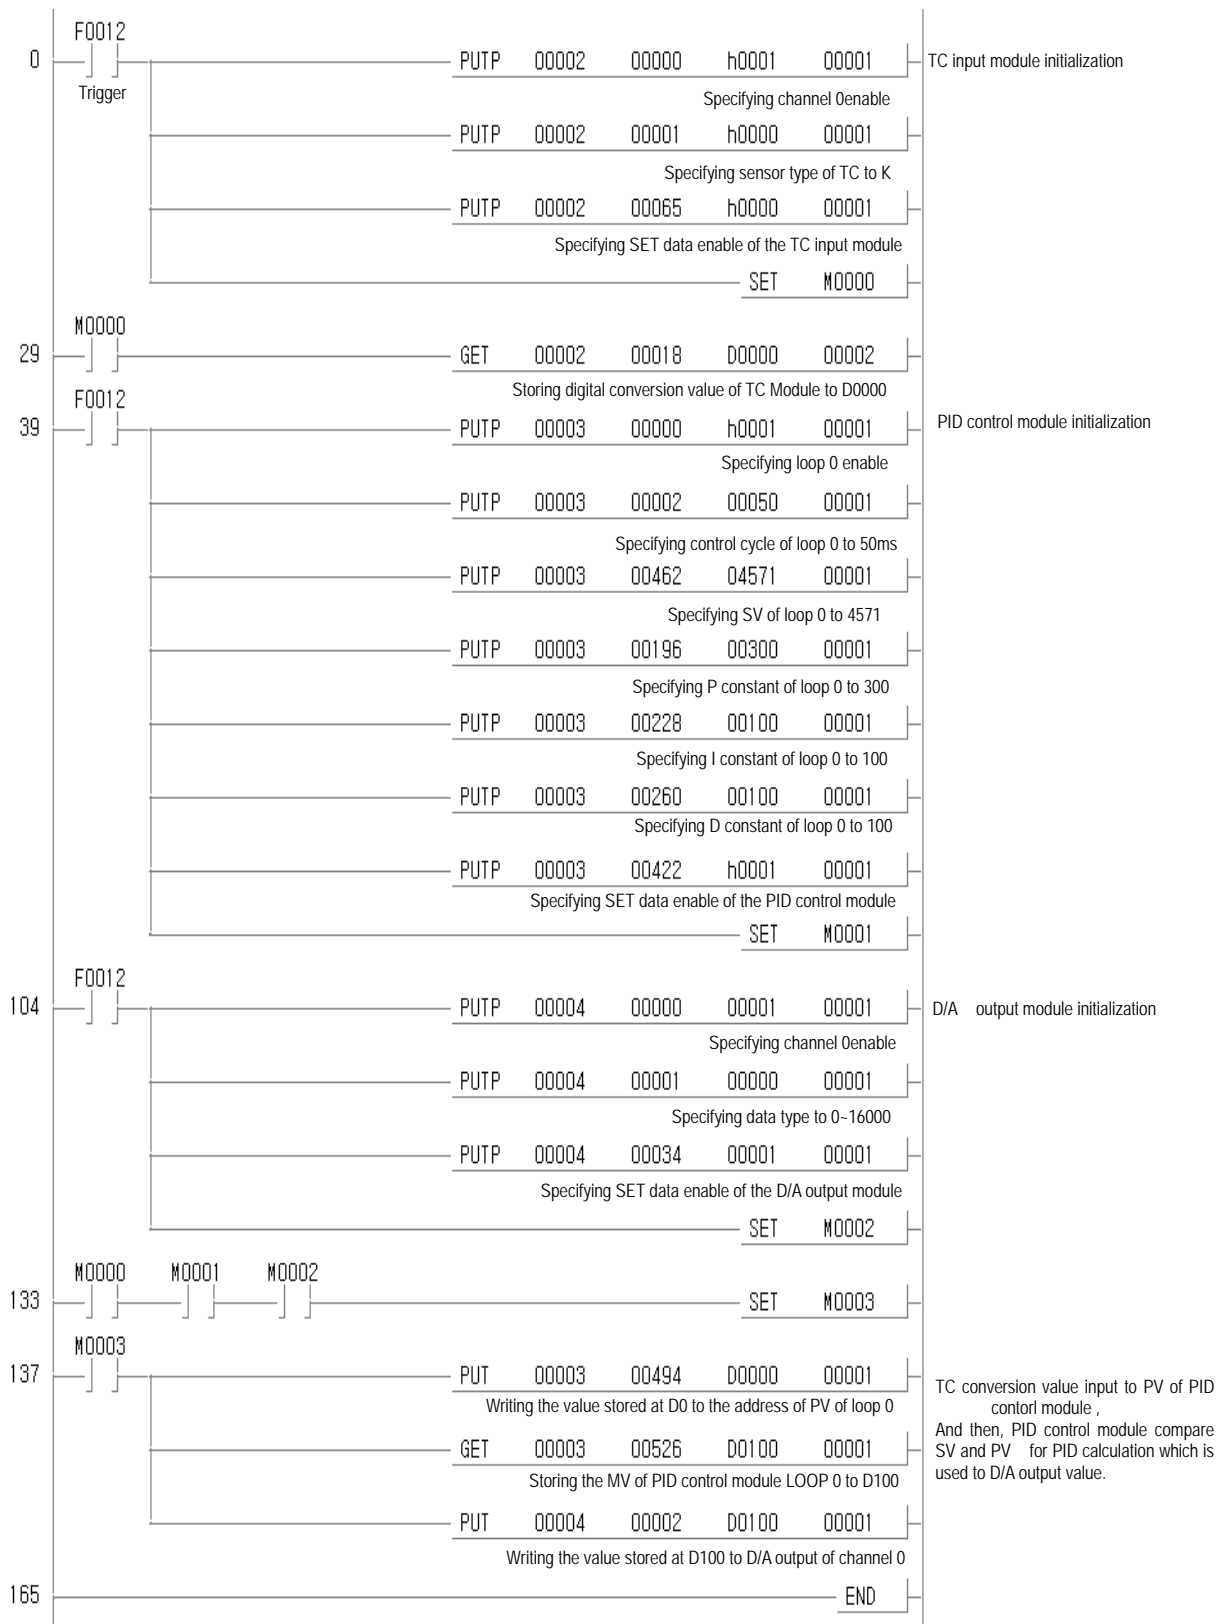 F0012
0 PUTP 00002 00000 h0001 00001 TC input module initialization
Trigger
Specifying channel 0enable
PUTP 00002 00001 h0000 00001
Specifying sensor type of TC to K
PUTP 00002 00065 h0000 00001
Specifying SET data enable of the TC input module
SET M0000
M0000
29 GET 00002 00018 D0000 00002
Storing digital conversion value of TC Module to D0000
F0012
39 PUTP 00003 00000 h0001 00001 PID control module initialization
Specifying loop 0 enable
PUTP 00003 00002 00050 00001
Specifying control cycle of loop 0 to 50ms
PUTP 00003 00462 04571 00001
Specifying SV of loop 0 to 4571
PUTP 00003 00196 00300 00001
Specifying P constant of loop 0 to 300
PUTP 00003 00228 00100 00001
Specifying I constant of loop 0 to 100
PUTP 00003 00260 00100 00001
Specifying D constant of loop 0 to 100
PUTP 00003 00422 h0001 00001
Specifying SET data enable of the PID control module
SET M0001
F0012
104 PUTP 00004 00000 00001 00001 D/A output module initialization
Specifying channel 0enable
PUTP 00004 00001 00000 00001
Specifying data type to 0~16000
PUTP 00004 00034 00001 00001
Specifying SET data enable of the D/A output module
SET M0002
M0000 M0001 M0002
133 SET M0003
M0003
137 PUT 00003 00494 D0000 00001
Writing the value stored at D0 to the address of PV of loop 0
GET 00003 00526 D0100 00001
Storing the MV of PID control module LOOP 0 to D100
PUT 00004 00002 D0100 00001
Writing the value stored at D100 to D/A output of channel 0
TC conversion value input to PV of PID
contorl module ,
And then, PID control module compare
SV and PV for PID calculation which is
used to D/A output value.
165 END